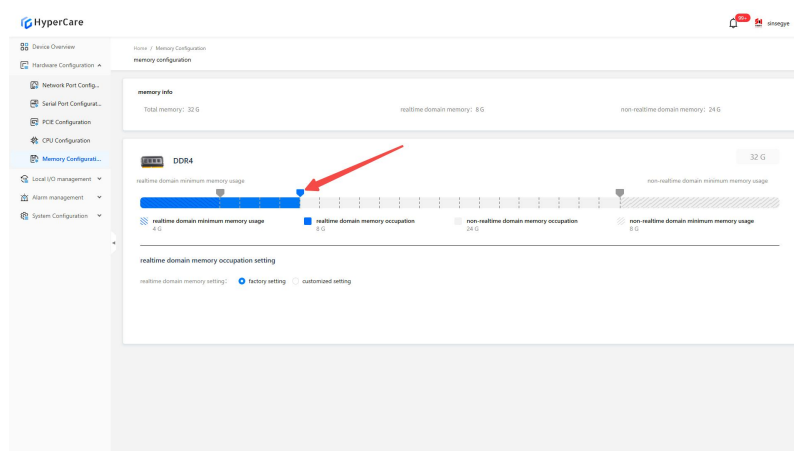 HyperCare
99+
sinsegye
Device Overview
Hardware Configuration
Network Port Config...
Serial Port Configurat...
PCIE Configuration
CPU Configuration
Memory Configurati...
Local I/O management
Alarm management
System Configuration
Home / Memory Configuration
memory configuration
memory info
Total memory: 32 G
realtime domain memory: 8 G
non-realtime domain memory: 24 G
DDR4
32 G
realtime domain minimum memory usage
non-realtime domain minimum memory usage
realtime domain minimum memory usage
4 G
realtime domain memory occupation
8 G
non-realtime domain memory occupation
24 G
non-realtime domain minimum memory usage
8 G
realtime domain memory occupation setting
realtime domain memory setting: factory setting customized setting